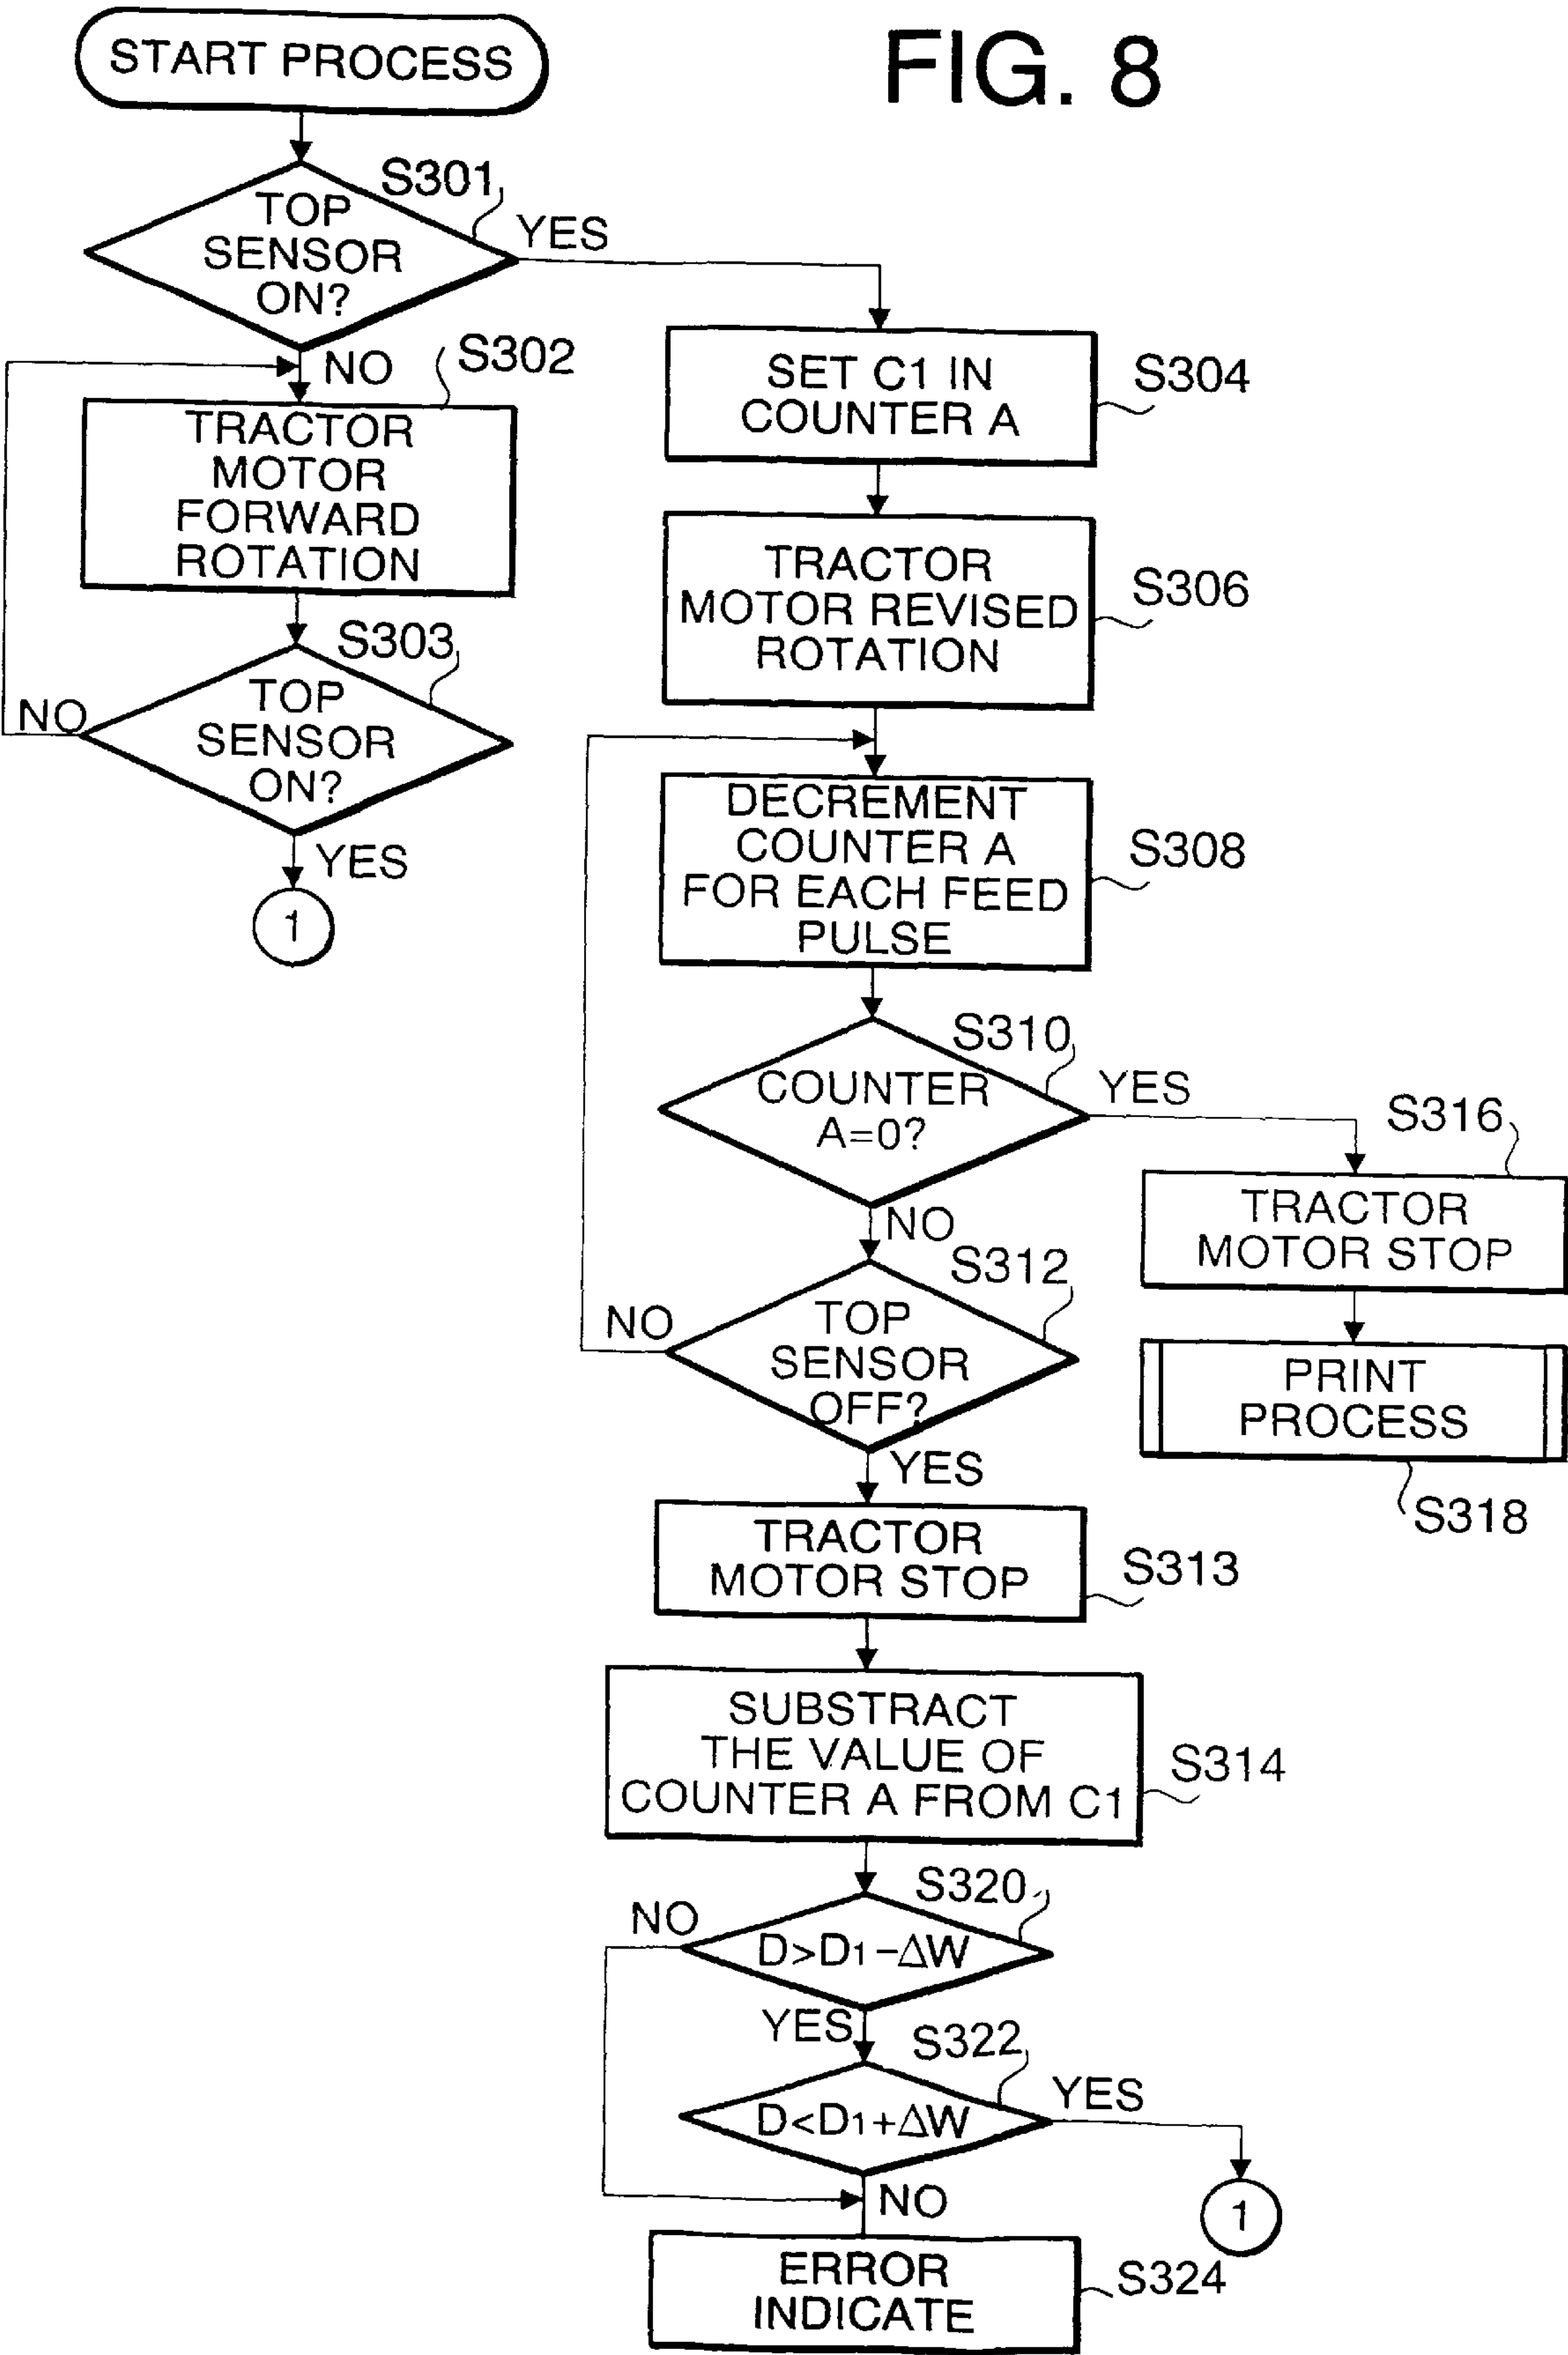 FIG. 8
START PROCESS
S301
TOP
SENSOR
ON?
YES
NO
S302
TRACTOR
MOTOR
FORWARD
ROTATION
S303
TOP
SENSOR
ON?
NO
YES
1
SET C1 IN
COUNTER A
S304
TRACTOR
MOTOR REVISED
ROTATION
S306
DECREMENT
COUNTER A
FOR EACH FEED
PULSE
S308
S310
COUNTER
A=0?
YES
NO
S316
TRACTOR
MOTOR STOP
PRINT
PROCESS
S318
S312
TOP
SENSOR
OFF?
NO
YES
TRACTOR
MOTOR STOP
S313
SUBSTRACT
THE VALUE OF
COUNTER A FROM C1
S314
S320
D>D1-ΔW
NO
YES
S322
D<D1+ΔW
YES
NO
1
ERROR
INDICATE
S324